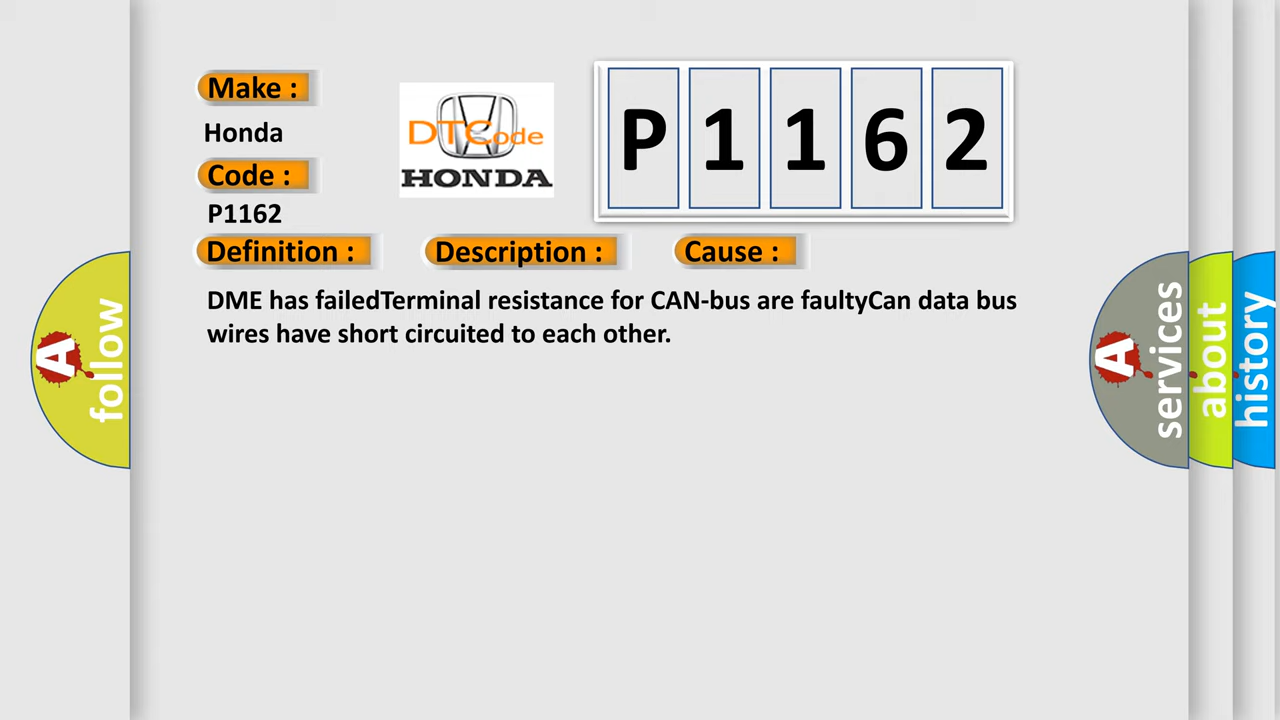 Make :
Honda
Code :
P1162
DTCode
HONDA
P 1 1 6 2
Definition :
Description :
Cause :
DME has failedTerminal resistance for CAN-bus are faultyCan data bus
wires have short circuited to each other.
A
follow
A
services
about
history